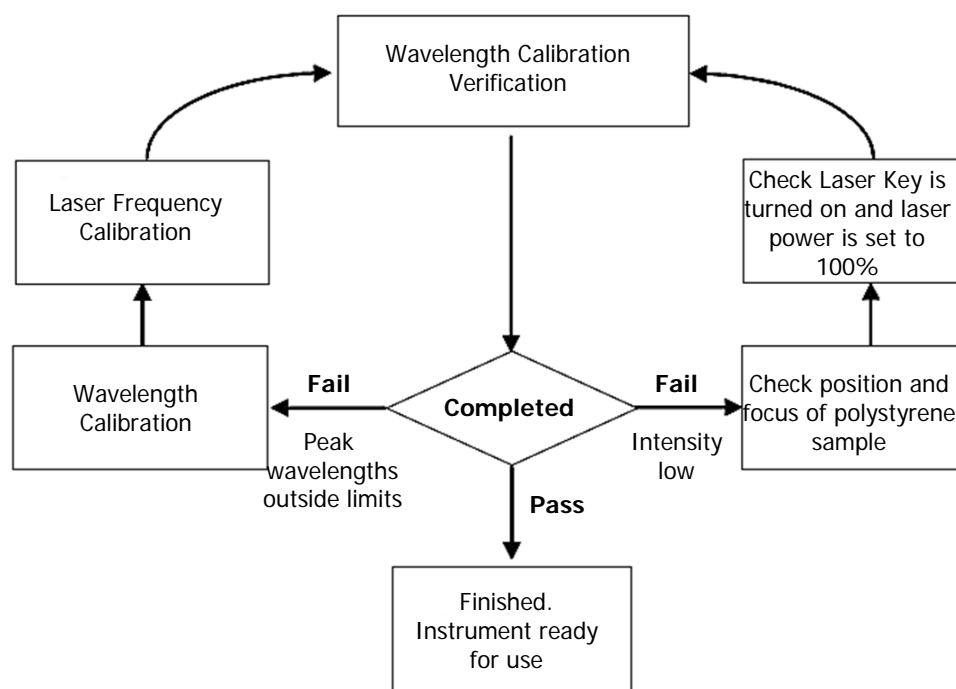 Wavelength Calibration
Verification
Laser Frequency
Calibration
Check Laser Key is
turned on and laser
power is set to
100%
Wavelength
Calibration
Fail
Peak
wavelengths
outside limits
Completed
Fail
Intensity
low
Check position and
focus of polystyrene
sample
Pass
Finished.
Instrument ready
for use